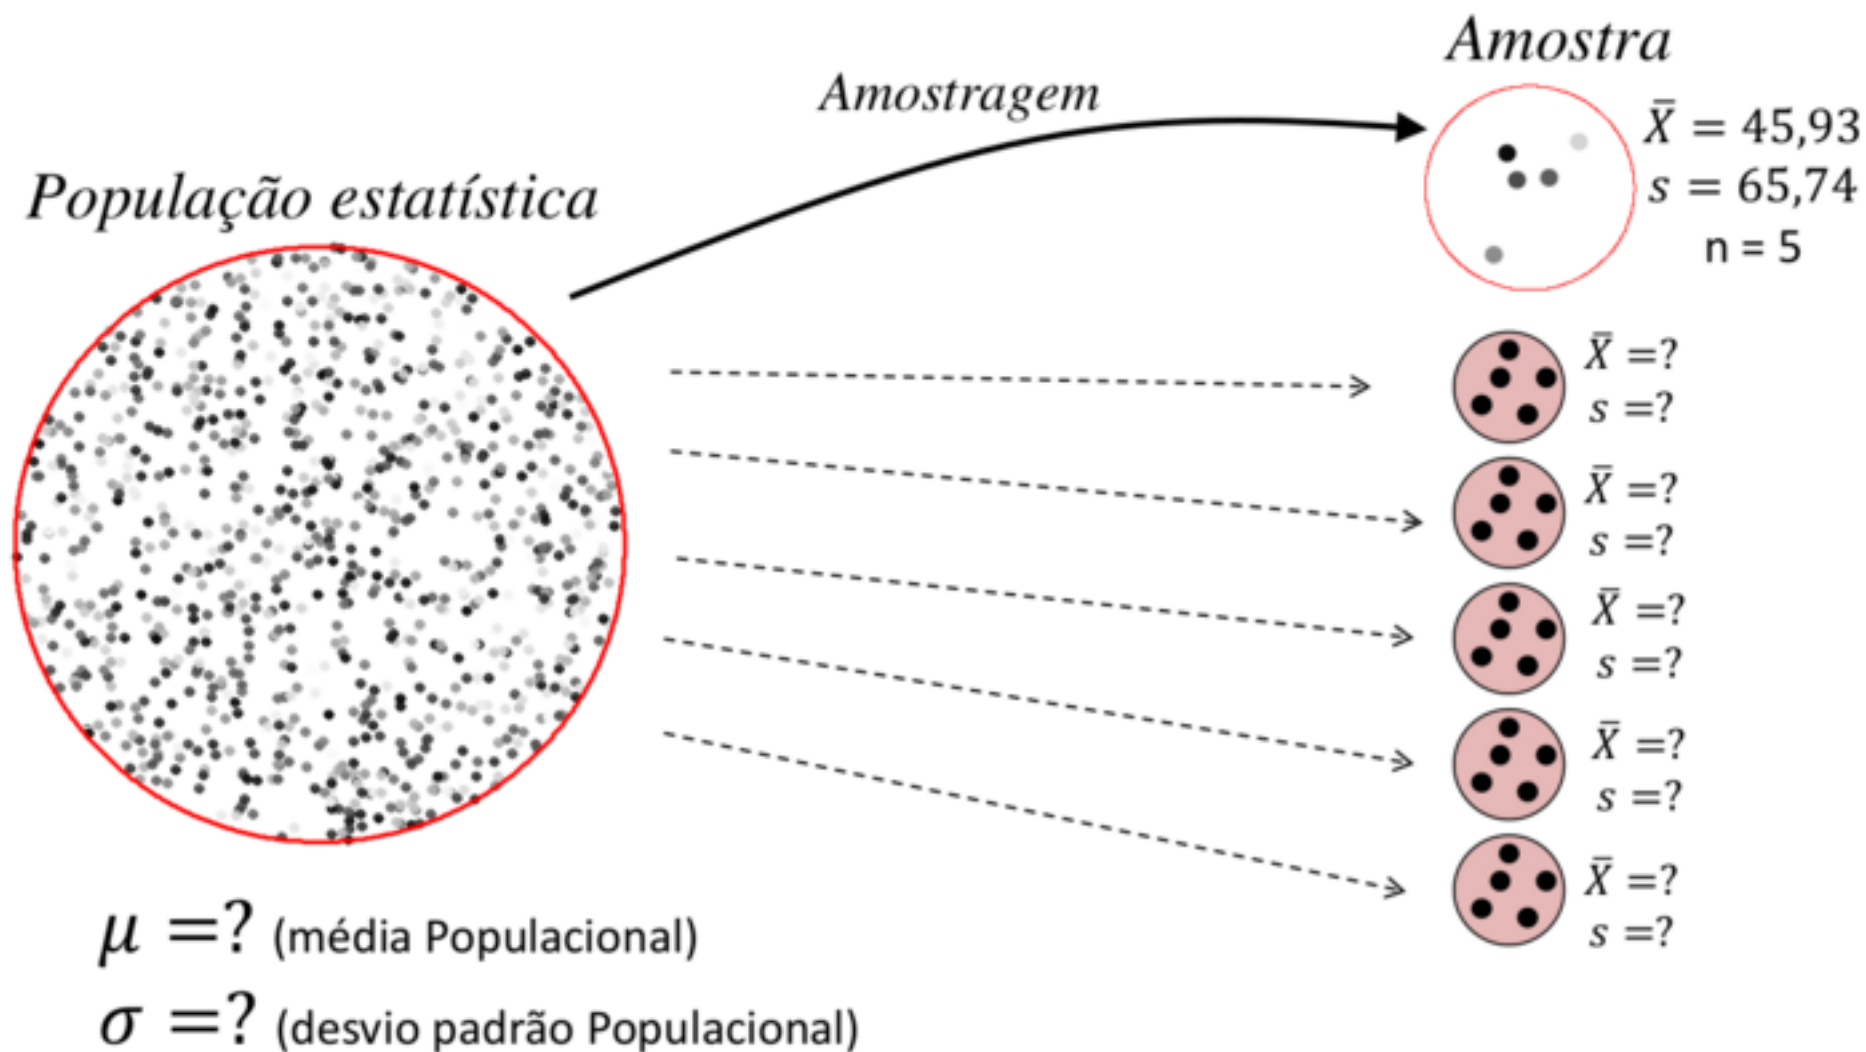 Amostra
Amostragem
X̄ = 45,93
s = 65,74
n = 5
População estatística
X̄ =?
s =?
X̄ =?
s =?
X̄ =?
s =?
X̄ =?
s =?
X̄ =?
s =?
μ =? (média Populacional)
σ =? (desvio padrão Populacional)